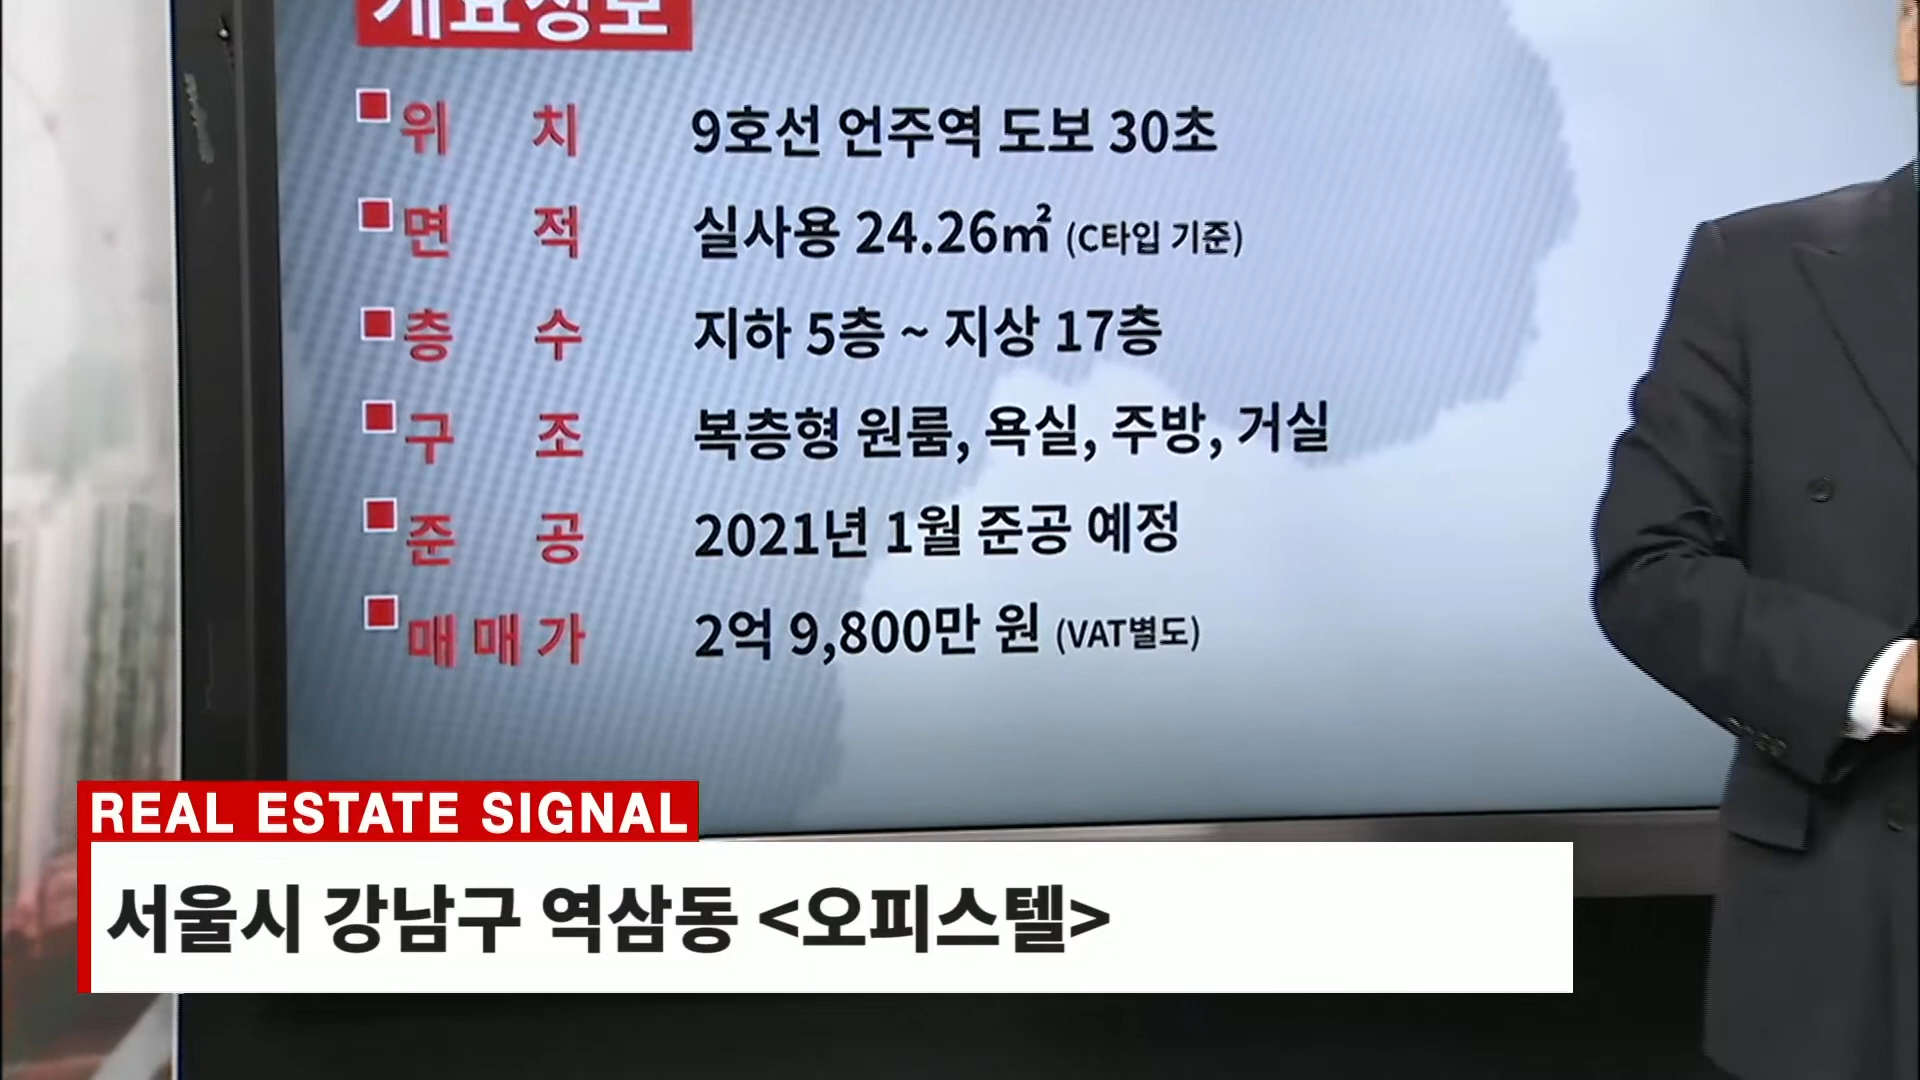 개요정보
위 치 9호선 언주역 도보 30초
면 적 실사용 24.26㎡ (C타입 기준)
층 수 지하 5층 ~ 지상 17층
구 조 복층형 원룸, 욕실, 주방, 거실
준 공 2021년 1월 준공 예정
매매가 2억 9,800만 원 (VAT별도)
REAL ESTATE SIGNAL
서울시 강남구 역삼동 <오피스텔>